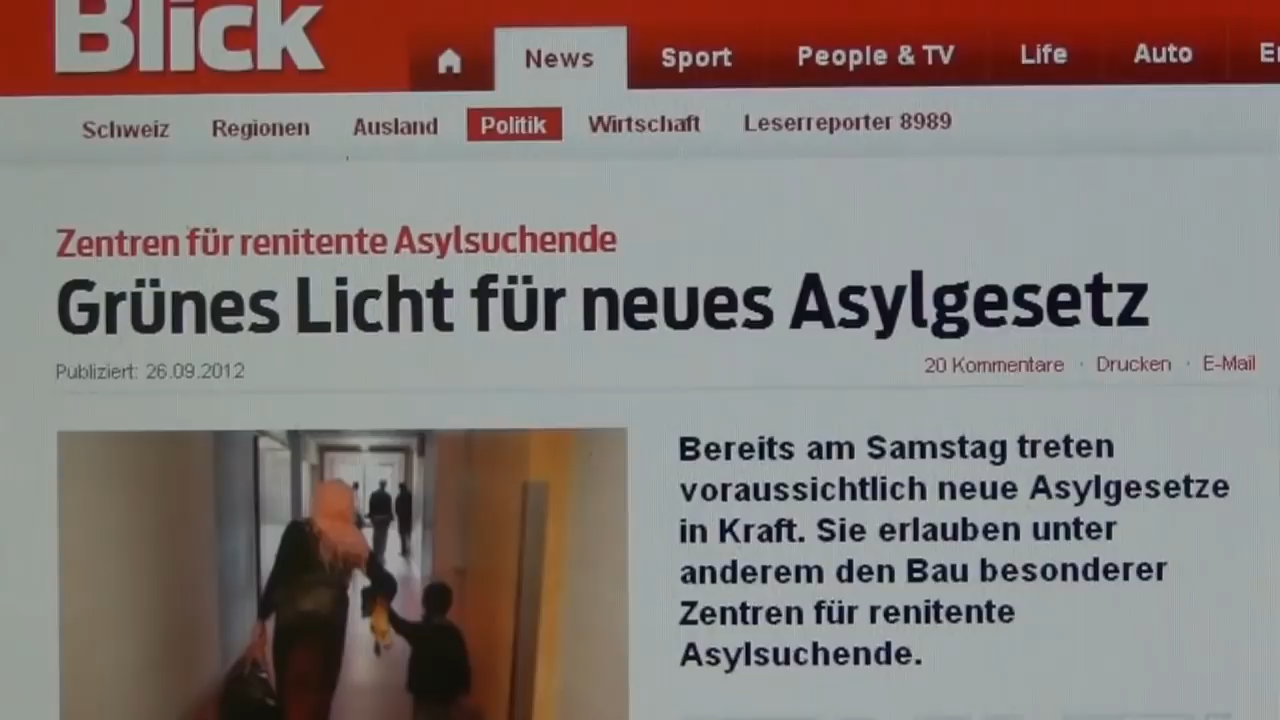 Blick
News Sport People & TV Life Auto
Schweiz Regionen Ausland Politik Wirtschaft Leserreporter 8989
Zentren für renitente Asylsuchende
Grünes Licht für neues Asylgesetz
Publiziert: 26.09.2012
20 Kommentare · Drucken · E-Mail
Bereits am Samstag treten
voraussichtlich neue Asylgesetze
in Kraft. Sie erlauben unter
anderem den Bau besonderer
Zentren für renitente
Asylsuchende.